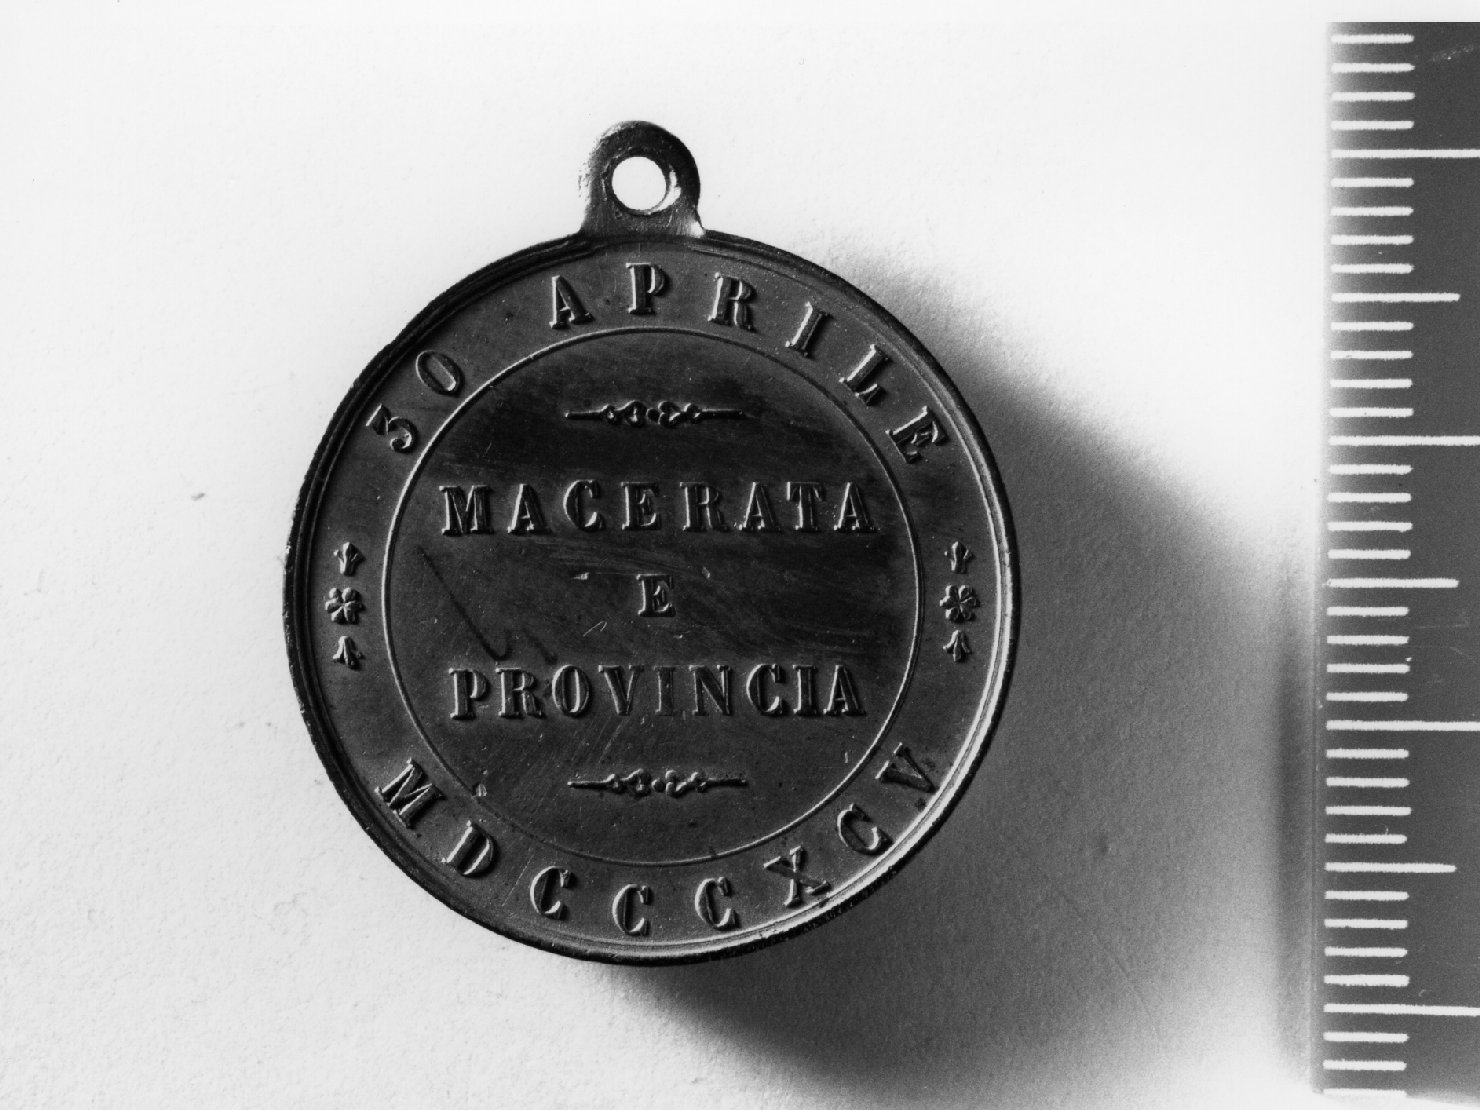 30 APRILE
MACERATA
E
PROVINCIA
MDCCCXCV